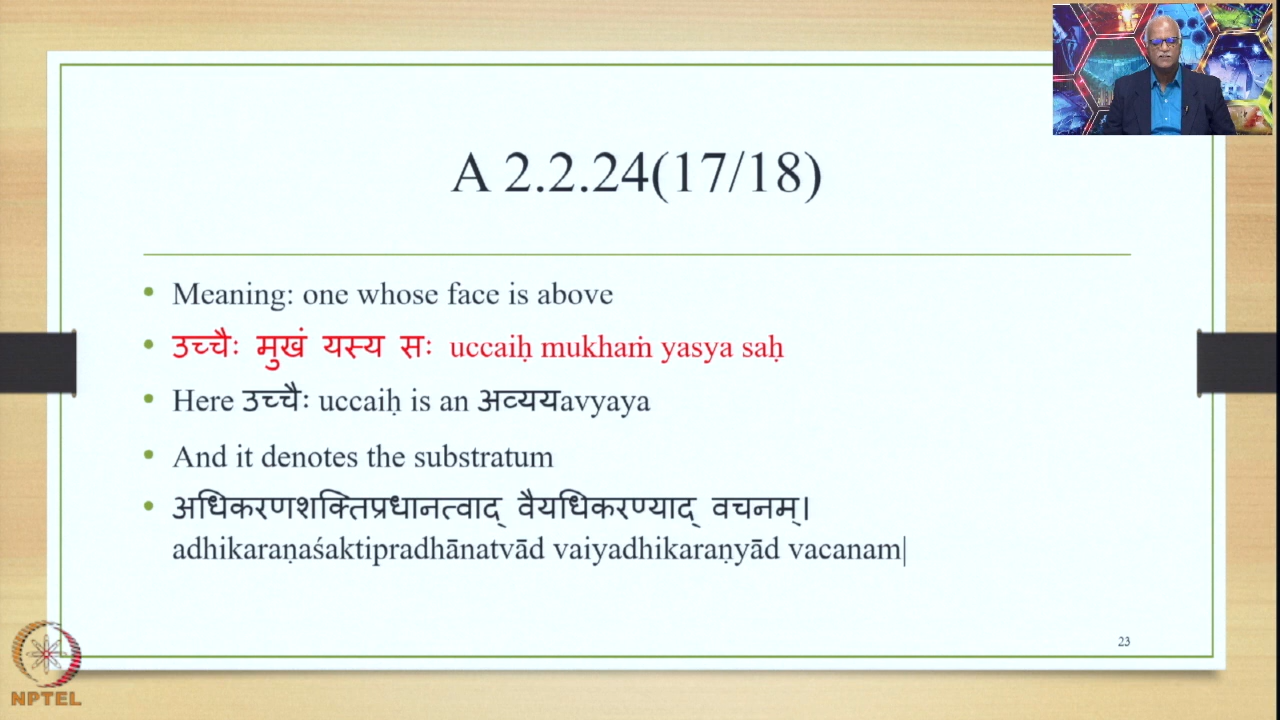 A 2.2.24(17/18)
Meaning: one whose face is above
उच्चैः मुखं यस्य सः uccaiḥ mukhaṁ yasya saḥ
Here उच्चैः uccaiḥ is an अव्ययavyaya
And it denotes the substratum
अधिकरणशक्तिप्रधानत्वाद् वैयधिकरण्याद् वचनम्।
adhikaraṇaśaktipradhānatvād vaiyadhikaraṇyād vacanam|
23
NPTEL